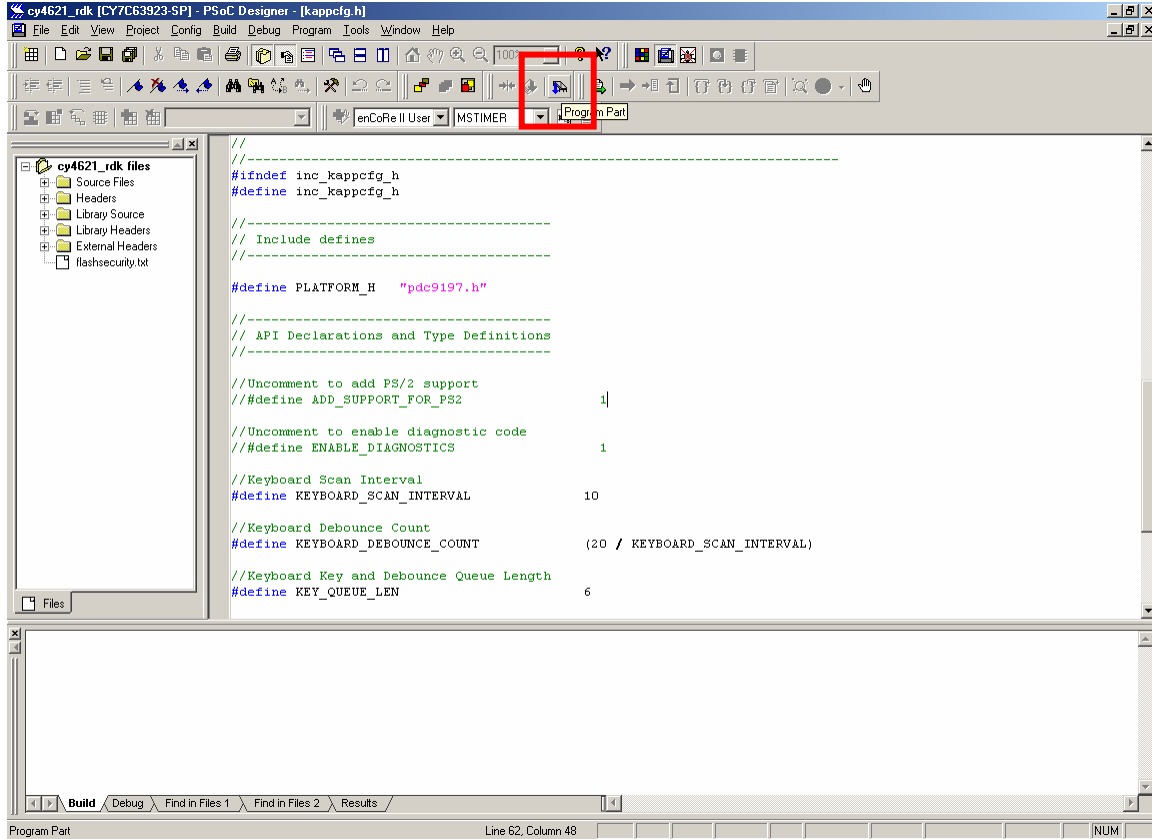 cy4621_rdk [CY7C63923-SP] - PSoC Designer - [kappcfg.h]
File Edit View Project Config Build Debug Program Tools Window Help
100%
enCoRe II User MSTIMER
Program Part
cy4621_rdk files
Source Files
Headers
Library Source
Library Headers
External Headers
flashsecurity.txt
Files
//
//--------------------------------------------------------------------------
#ifndef inc_kappcfg_h
#define inc_kappcfg_h
//--------------------------------------
// Include defines
//--------------------------------------
#define PLATFORM_H "pdc9197.h"
//--------------------------------------
// API Declarations and Type Definitions
//--------------------------------------
//Uncomment to add PS/2 support
//#define ADD_SUPPORT_FOR_PS2 1
//Uncomment to enable diagnostic code
//#define ENABLE_DIAGNOSTICS 1
//Keyboard Scan Interval
#define KEYBOARD_SCAN_INTERVAL 10
//Keyboard Debounce Count
#define KEYBOARD_DEBOUNCE_COUNT (20 / KEYBOARD_SCAN_INTERVAL)
//Keyboard Key and Debounce Queue Length
#define KEY_QUEUE_LEN 6
Build Debug Find in Files 1 Find in Files 2 Results
Program Part Line 62, Column 48 NUM